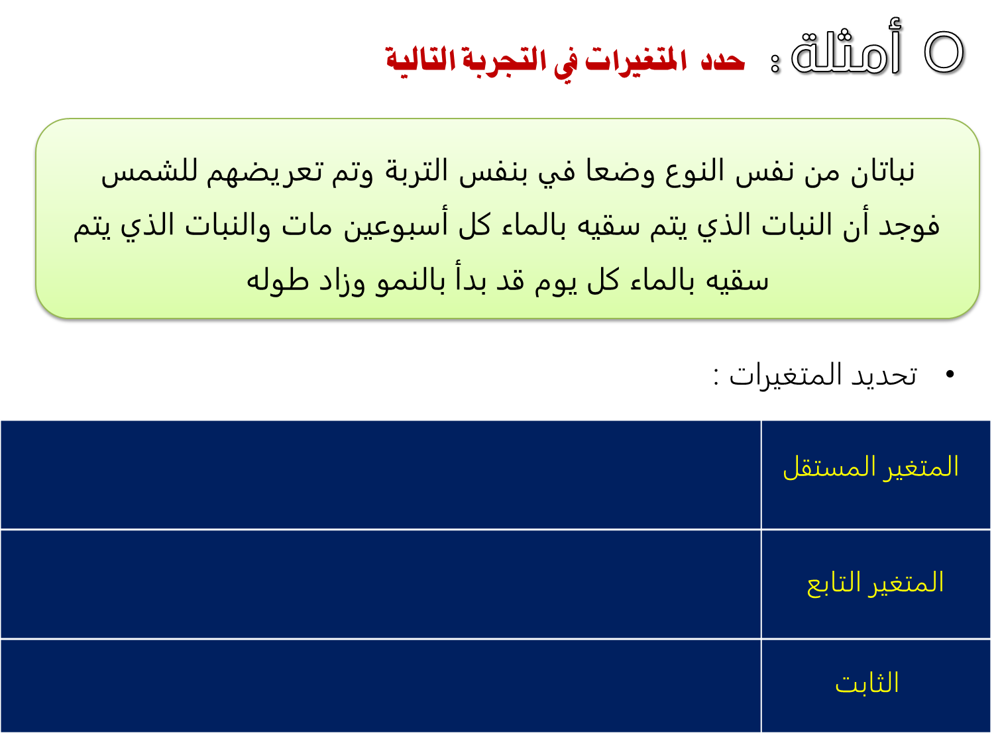 O أمثلة : حدد المتغيرات في التجربة التالية
نباتان من نفس النوع وضعا في بنفس التربة وتم تعريضهم للشمس
فوجد أن النبات الذي يتم سقيه بالماء كل أسبوعين مات والنبات الذي يتم
سقيه بالماء كل يوم قد بدأ بالنمو وزاد طوله
• تحديد المتغيرات :
المتغير المستقل
المتغير التابع
الثابت